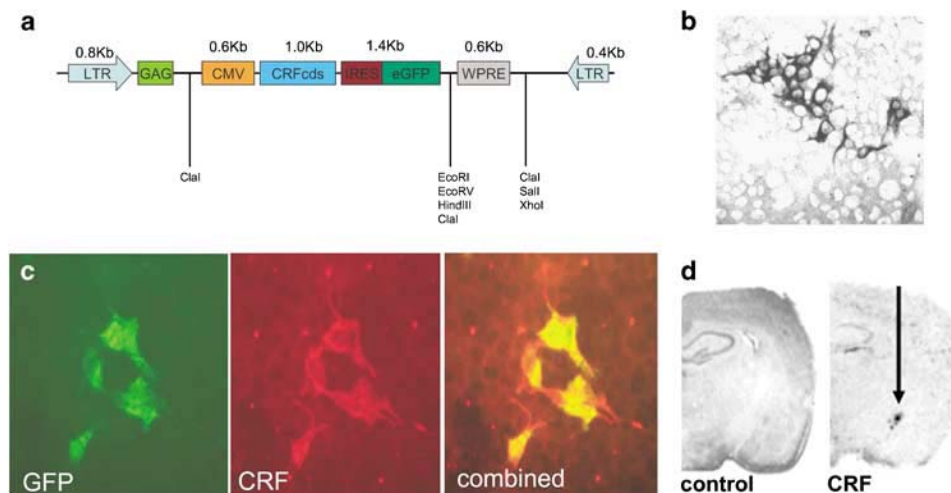 a
0.8Kb 0.6Kb 1.0Kb 1.4Kb 0.6Kb 0.4Kb
LTR GAG CMV CRFcds IRES eGFP WPRE LTR
ClaI EcoRI ClaI
EcoRV SalI
HindIII XhoI
ClaI
b
c
GFP CRF combined
d
control CRF